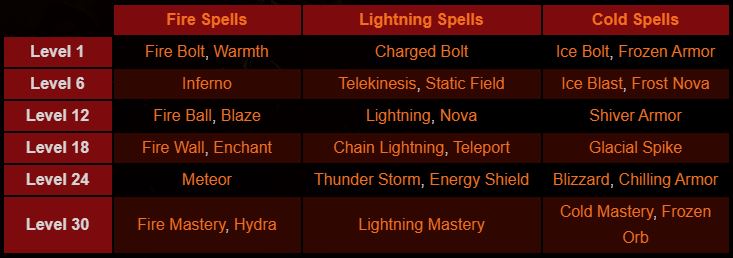 Fire Spells Lightning Spells Cold Spells
Level 1 Fire Bolt, Warmth Charged Bolt Ice Bolt, Frozen Armor
Level 6 Inferno Telekinesis, Static Field Ice Blast, Frost Nova
Level 12 Fire Ball, Blaze Lightning, Nova Shiver Armor
Level 18 Fire Wall, Enchant Chain Lightning, Teleport Glacial Spike
Level 24 Meteor Thunder Storm, Energy Shield Blizzard, Chilling Armor
Level 30 Fire Mastery, Hydra Lightning Mastery Cold Mastery, Frozen
Orb